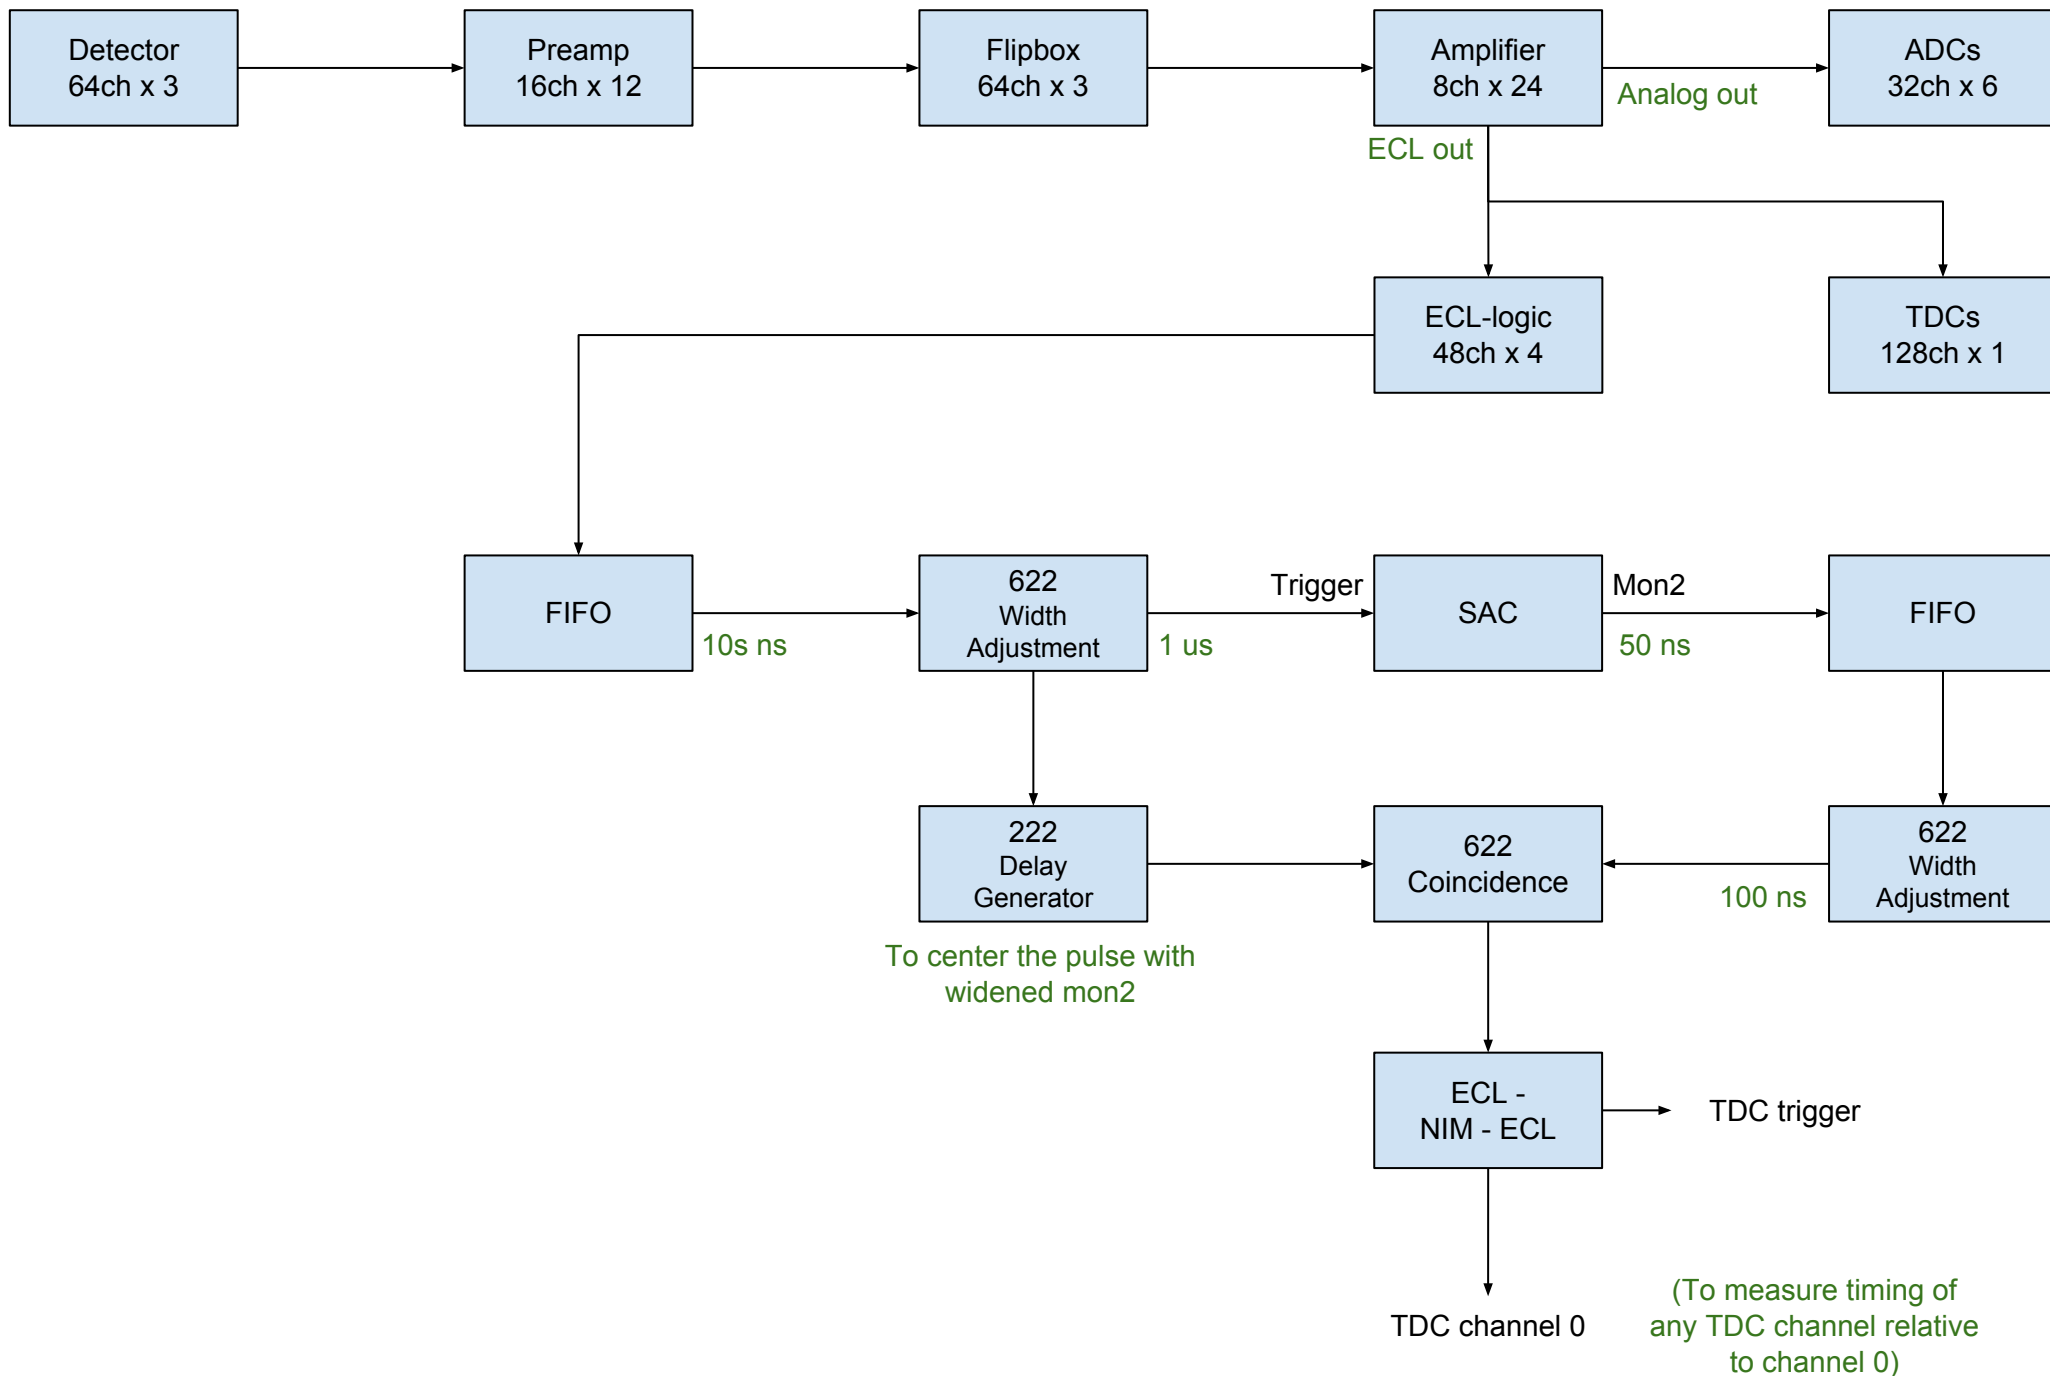 Detector
64ch x 3
Preamp
16ch x 12
Flipbox
64ch x 3
Amplifier
8ch x 24
Analog out
ADCs
32ch x 6
ECL out
ECL-logic
48ch x 4
TDCs
128ch x 1
FIFO
10s ns
622
Width
Adjustment
Trigger
1 us
SAC
Mon2
50 ns
FIFO
222
Delay
Generator
To center the pulse with
widened mon2
622
Coincidence
100 ns
622
Width
Adjustment
ECL -
NIM - ECL
TDC trigger
TDC channel 0
(To measure timing of
any TDC channel relative
to channel 0)